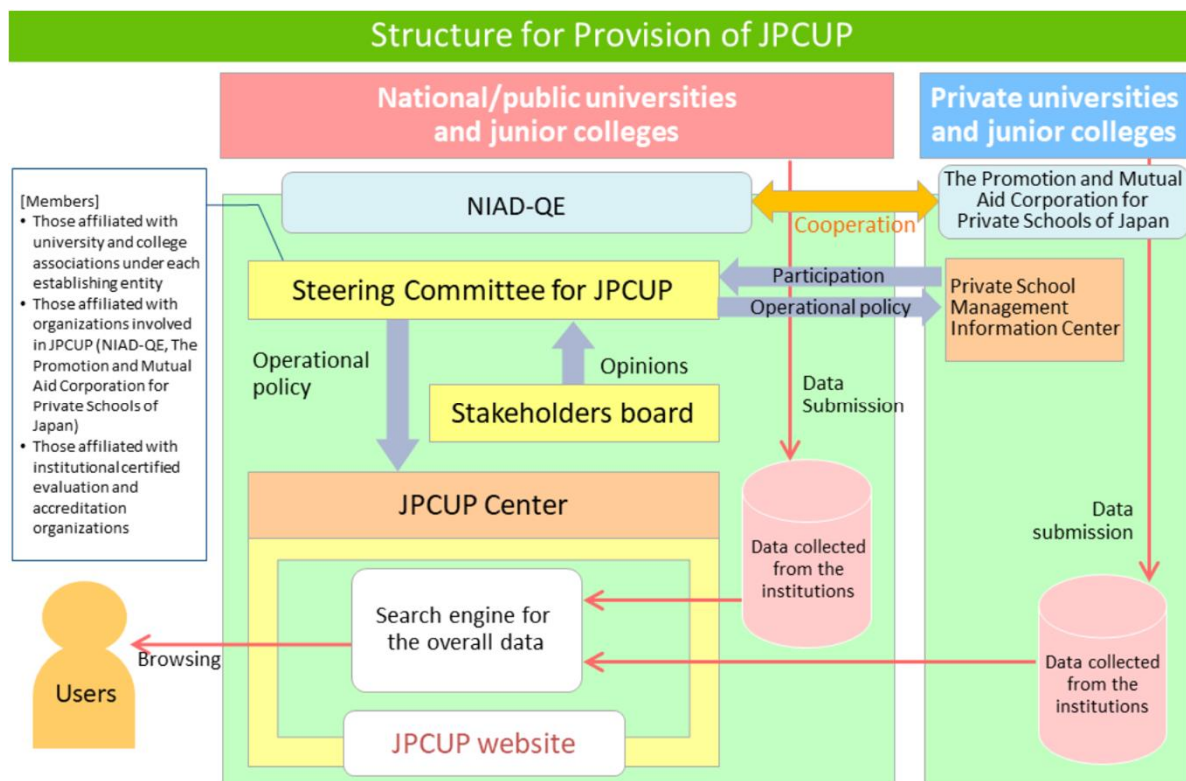 Structure for Provision of JPCUP
National/public universities
and junior colleges
Private universities
and junior colleges
[Members]
• Those affiliated with
university and college
associations under each
establishing entity
• Those affiliated with
organizations involved
in JPCUP (NIAD-QE, The
Promotion and Mutual
Aid Corporation for
Private Schools of
Japan)
• Those affiliated with
institutional certified
evaluation and
accreditation
organizations
NIAD-QE
Cooperation
The Promotion and Mutual
Aid Corporation for
Private Schools of Japan
Steering Committee for JPCUP
Participation
Operational policy
Private School
Management
Information Center
Operational
policy
Opinions
Stakeholders board
Data
Submission
JPCUP Center
Data collected
from the
institutions
Data
submission
Search engine for
the overall data
Browsing
Users
Data collected
from the
institutions
JPCUP website